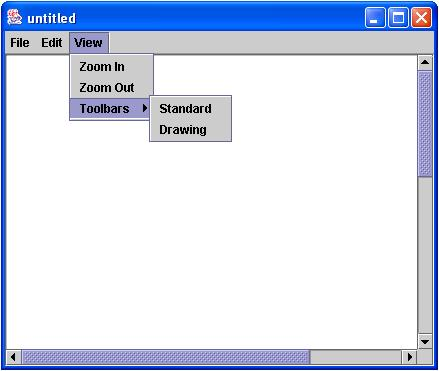 untitled
File Edit View
Zoom In
Zoom Out
Toolbars
Standard
Drawing